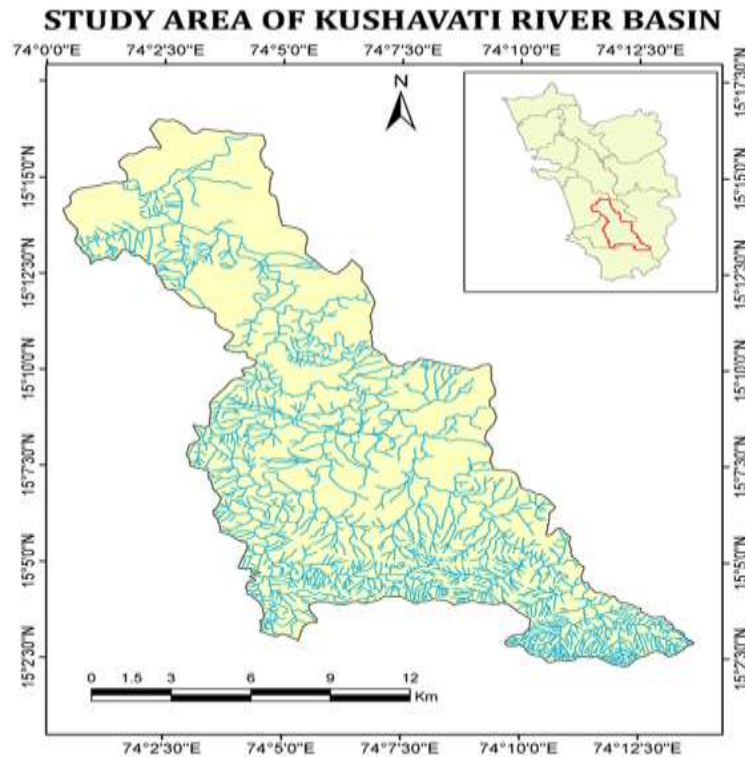 STUDY AREA OF KUSHAVATI RIVER BASIN
74°0'0"E 74°2'30"E 74°5'0"E 74°7'30"E 74°10'0"E 74°12'30"E
N
15°17'30"N
15°15'0"N 15°15'0"N
15°12'30"N 15°12'30"N
15°10'0"N 15°10'0"N
15°7'30"N 15°7'30"N
15°5'0"N 15°5'0"N
15°2'30"N 15°2'30"N
0 1.5 3 6 9 12
Km
74°2'30"E 74°5'0"E 74°7'30"E 74°10'0"E 74°12'30"E